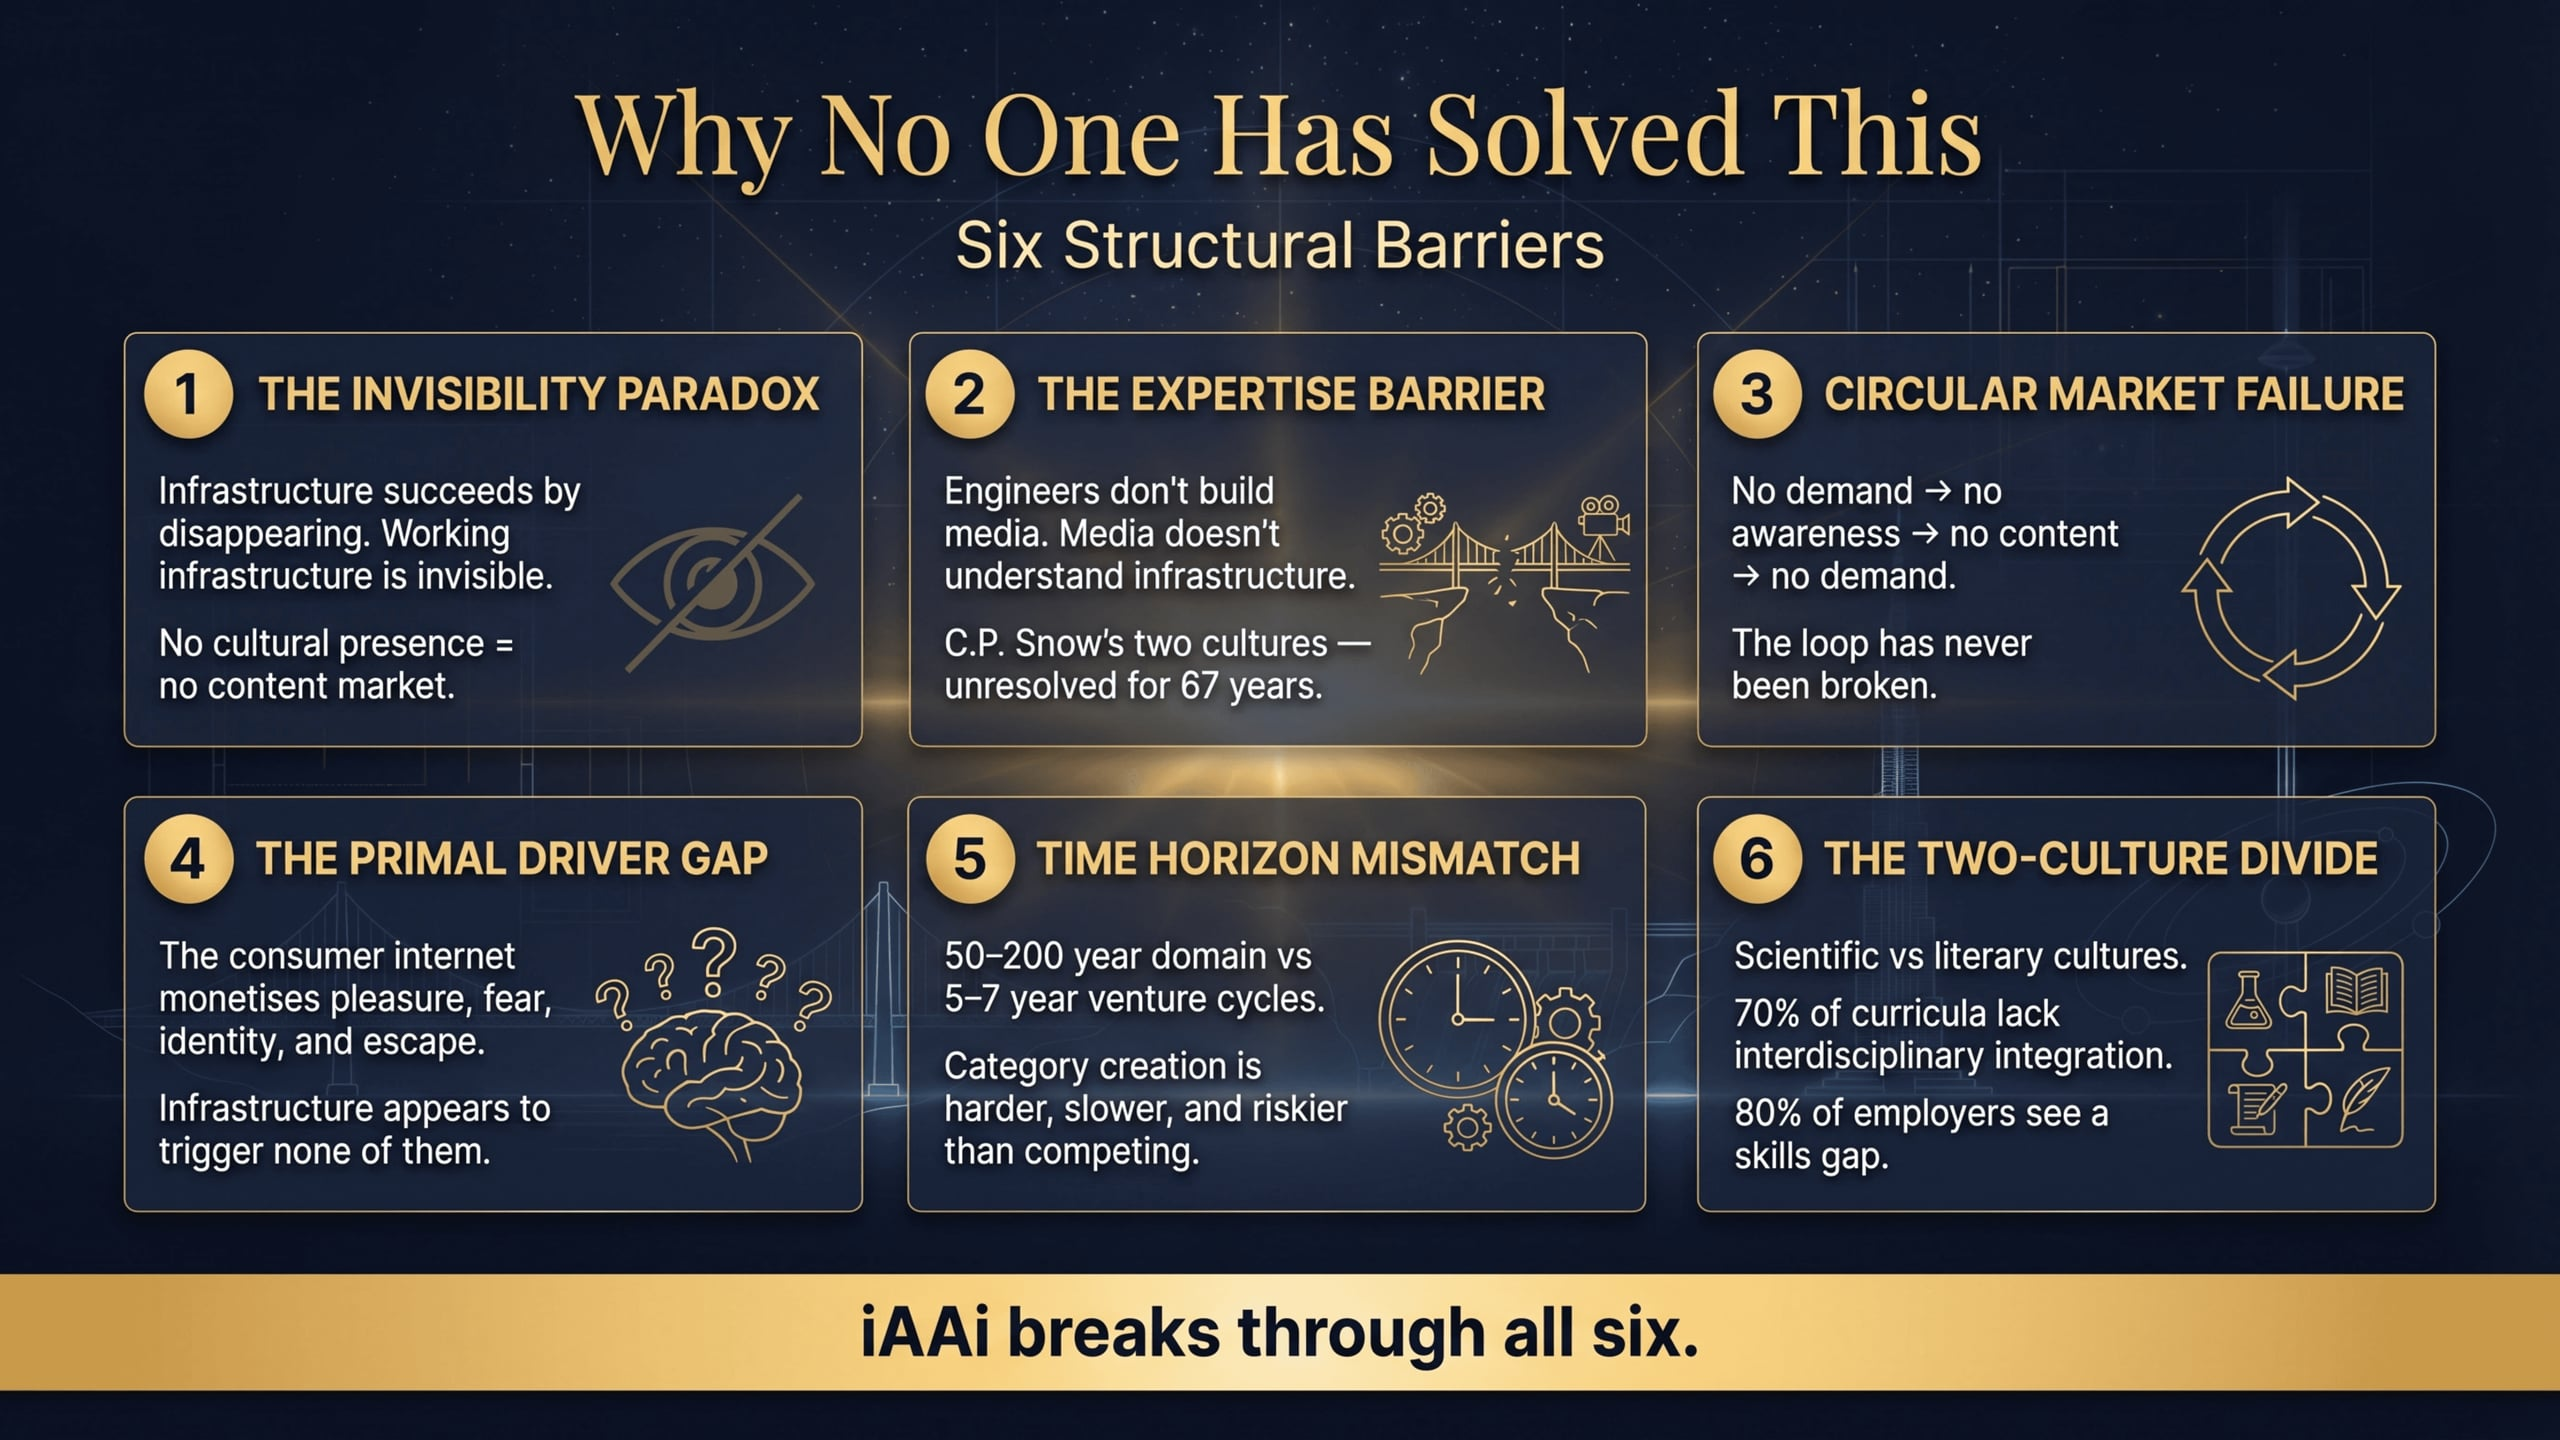 Why No One Has Solved This
Six Structural Barriers
1 THE INVISIBILITY PARADOX
Infrastructure succeeds by
disappearing. Working
infrastructure is invisible.
No cultural presence =
no content market.
2 THE EXPERTISE BARRIER
Engineers don't build
media. Media doesn't
understand infrastructure.
C.P. Snow's two cultures —
unresolved for 67 years.
3 CIRCULAR MARKET FAILURE
No demand → no
awareness → no content
→ no demand.
The loop has never
been broken.
4 THE PRIMAL DRIVER GAP
The consumer internet
monetises pleasure, fear,
identity, and escape.
Infrastructure appears to
trigger none of them.
5 TIME HORIZON MISMATCH
50–200 year domain vs
5–7 year venture cycles.
Category creation is
harder, slower, and riskier
than competing.
6 THE TWO-CULTURE DIVIDE
Scientific vs literary cultures.
70% of curricula lack
interdisciplinary integration.
80% of employers see a
skills gap.
iAAi breaks through all six.